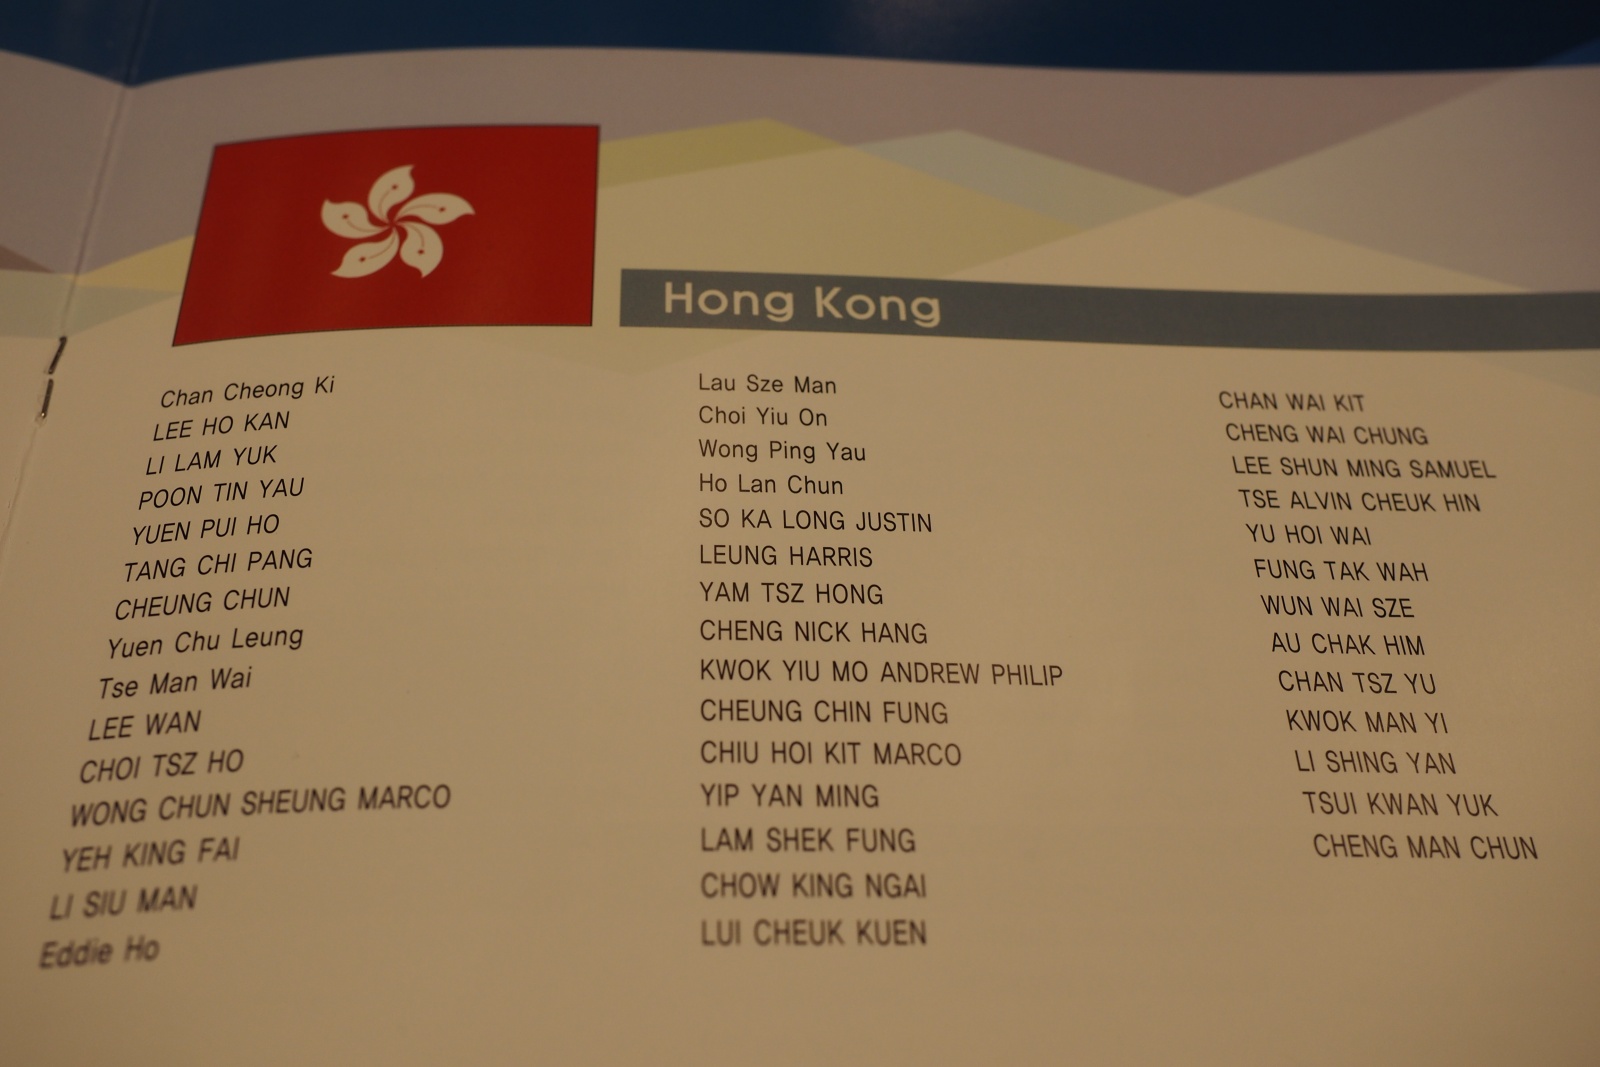 Hong Kong
Chan Cheong Ki
LEE HO KAN
LI LAM YUK
POON TIN YAU
YUEN PUI HO
TANG CHI PANG
CHEUNG CHUN
Yuen Chu Leung
Tse Man Wai
LEE WAN
CHOI TSZ HO
WONG CHUN SHEUNG MARCO
YEH KING FAI
LI SIU MAN
Eddie Ho
Lau Sze Man
Choi Yiu On
Wong Ping Yau
Ho Lan Chun
SO KA LONG JUSTIN
LEUNG HARRIS
YAM TSZ HONG
CHENG NICK HANG
KWOK YIU MO ANDREW PHILIP
CHEUNG CHIN FUNG
CHIU HOI KIT MARCO
YIP YAN MING
LAM SHEK FUNG
CHOW KING NGAI
LUI CHEUK KUEN
CHAN WAI KIT
CHENG WAI CHUNG
LEE SHUN MING SAMUEL
TSE ALVIN CHEUK HIN
YU HOI WAI
FUNG TAK WAH
WUN WAI SZE
AU CHAK HIM
CHAN TSZ YU
KWOK MAN YI
LI SHING YAN
TSUI KWAN YUK
CHENG MAN CHUN